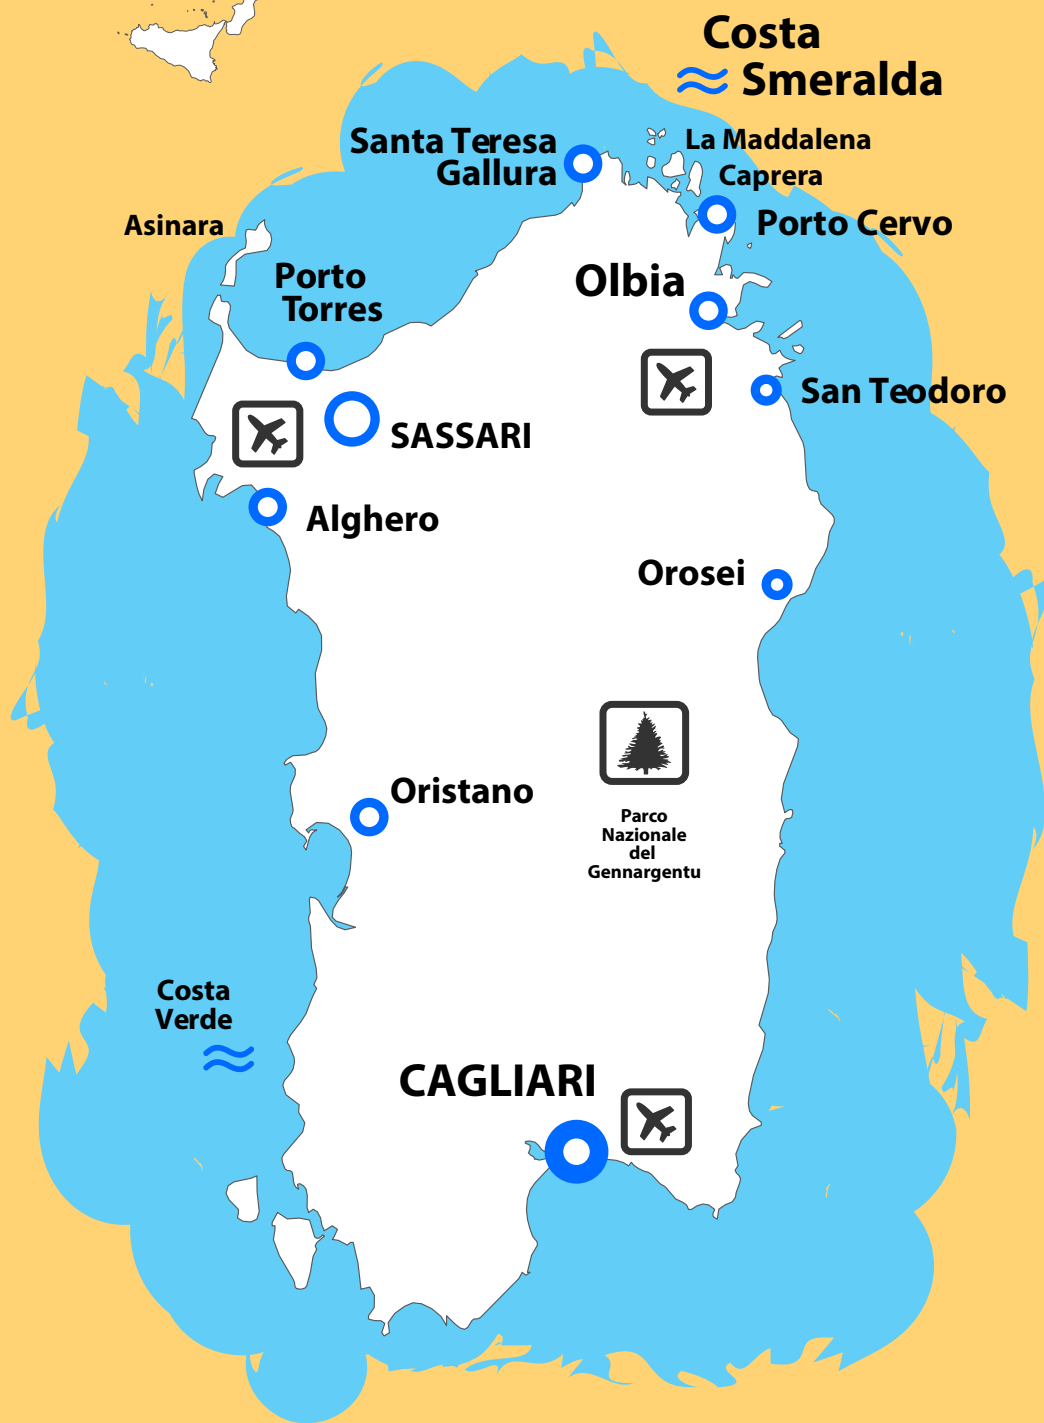 Costa
Smeralda
Santa Teresa
Gallura
La Maddalena
Caprera
Asinara
Porto Cervo
Porto
Torres
Olbia
San Teodoro
SASSARI
Alghero
Orosei
Oristano
Parco
Nazionale
del
Gennargentu
Costa
Verde
CAGLIARI